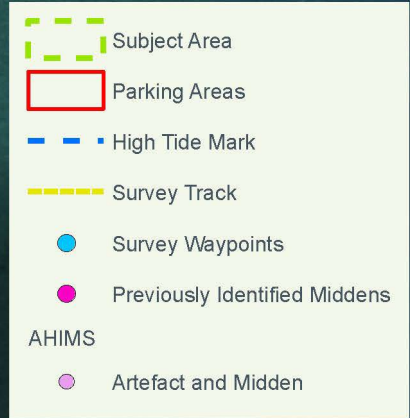 Subject Area
Parking Areas
High Tide Mark
Survey Track
Survey Waypoints
Previously Identified Middens
AHIMS
Artefact and Midden